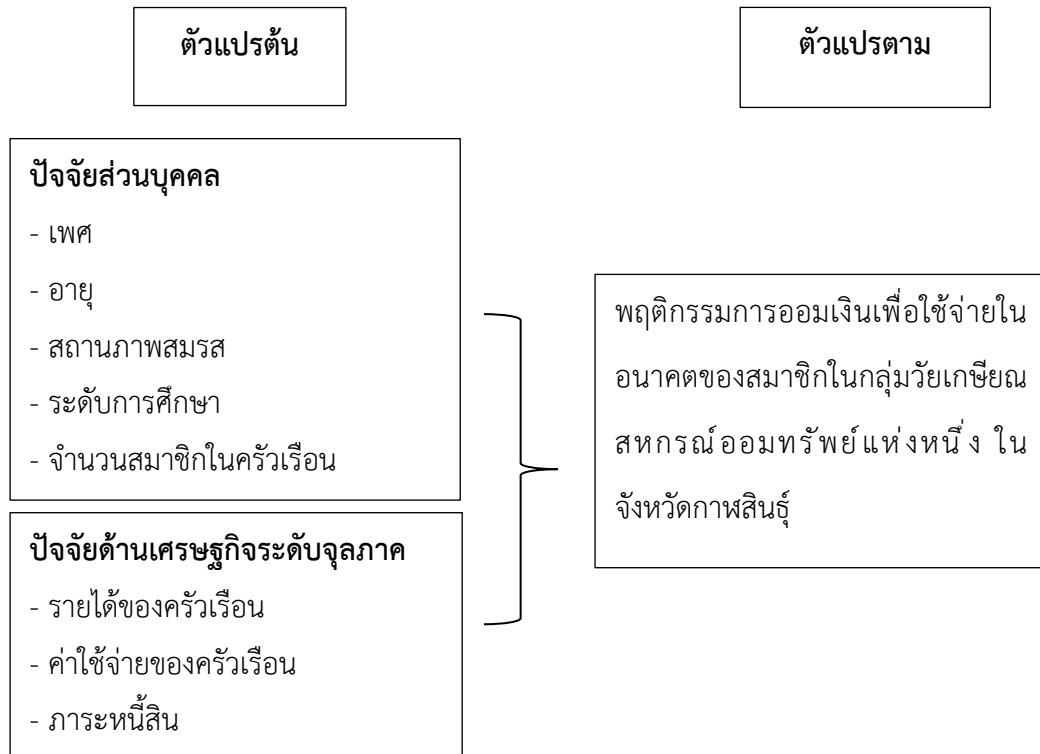 ตัวแปรต้น
ตัวแปรตาม
ปัจจัยส่วนบุคคล
- เพศ
- อายุ
- สถานภาพสมรส
- ระดับการศึกษา
- จำนวนสมาชิกในครัวเรือน
ปัจจัยด้านเศรษฐกิจระดับจุลภาค
- รายได้ของครัวเรือน
- ค่าใช้จ่ายของครัวเรือน
- ภาระหนี้สิน
พฤติกรรมการออมเงินเพื่อใช้จ่ายใน
อนาคตของสมาชิกในกลุ่มวัยเกษียณ
สหกรณ์ออมทรัพย์แห่งหนึ่ง ใน
จังหวัดกาฬสินธุ์